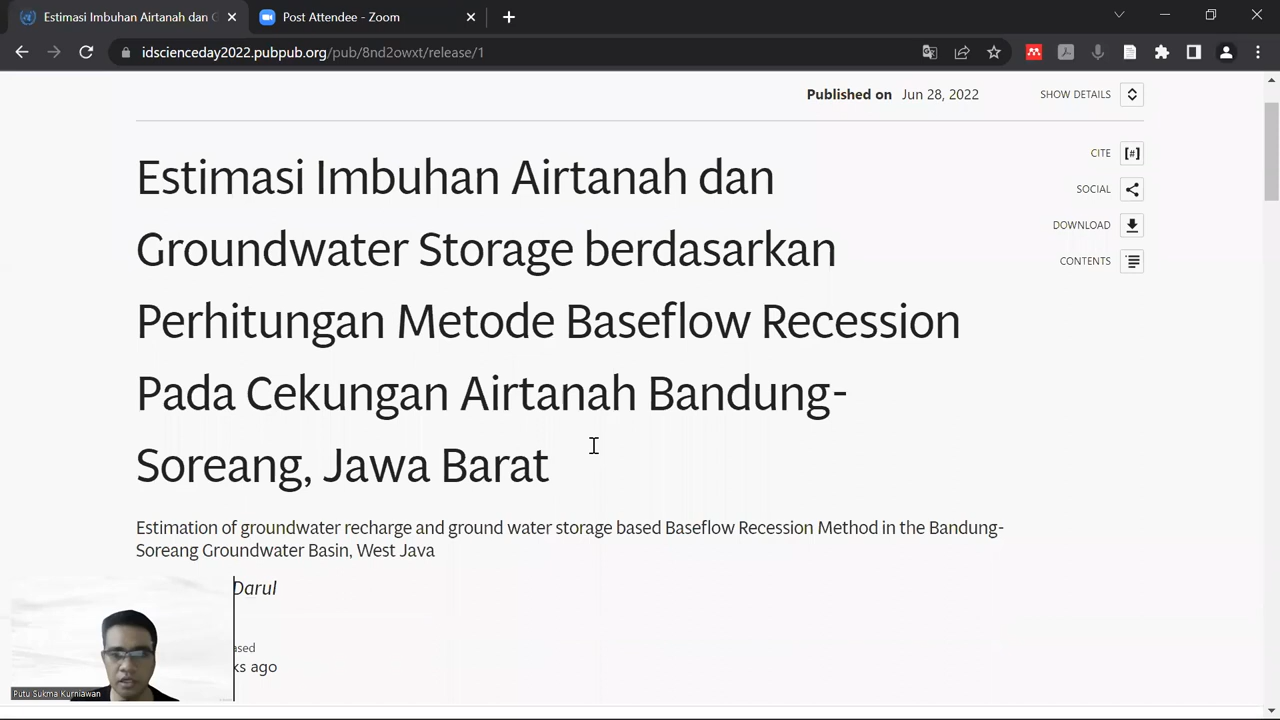 Estimasi Imbuhan Airtanah dan G
Post Attendee - Zoom
idscienceday2022.pubpub.org/pub/8nd2owxt/release/1
Published on Jun 28, 2022
SHOW DETAILS
Estimasi Imbuhan Airtanah dan
Groundwater Storage berdasarkan
Perhitungan Metode Baseflow Recession
Pada Cekungan Airtanah Bandung-
Soreang, Jawa Barat
CITE
[#]
SOCIAL
DOWNLOAD
CONTENTS
Estimation of groundwater recharge and ground water storage based Baseflow Recession Method in the Bandung-
Soreang Groundwater Basin, West Java
Darul
ased
ks ago
Putu Sukma Kurniawan